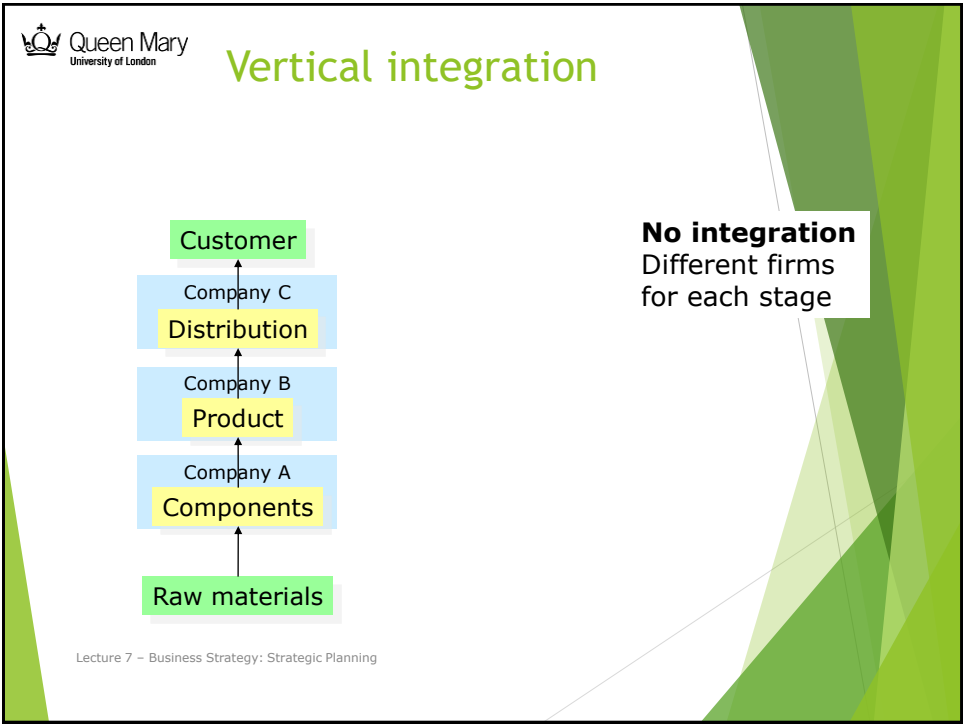 Queen Mary
University of London
Vertical integration
Customer
Company C
Distribution
Company B
Product
Company A
Components
Raw materials
No integration
Different firms
for each stage
Lecture 7 – Business Strategy: Strategic Planning